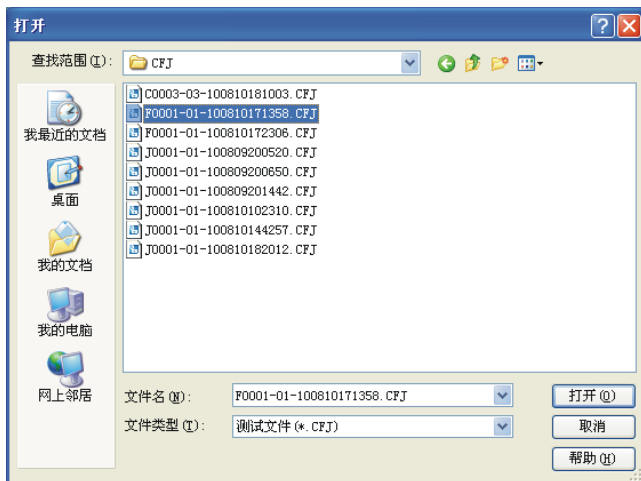 打开
查找范围(I):
CFJ
我最近的文档
桌面
我的文档
我的电脑
网上邻居
C0003-03-100810181003.CFJ
F0001-01-100810171358.CFJ
F0001-01-100810172306.CFJ
J0001-01-100809200520.CFJ
J0001-01-100809200650.CFJ
J0001-01-100809201442.CFJ
J0001-01-100810102310.CFJ
J0001-01-100810144257.CFJ
J0001-01-100810182012.CFJ
文件名(N):
F0001-01-100810171358.CFJ
打开(O)
文件类型(T):
测试文件(*.CFJ)
取消
帮助(H)